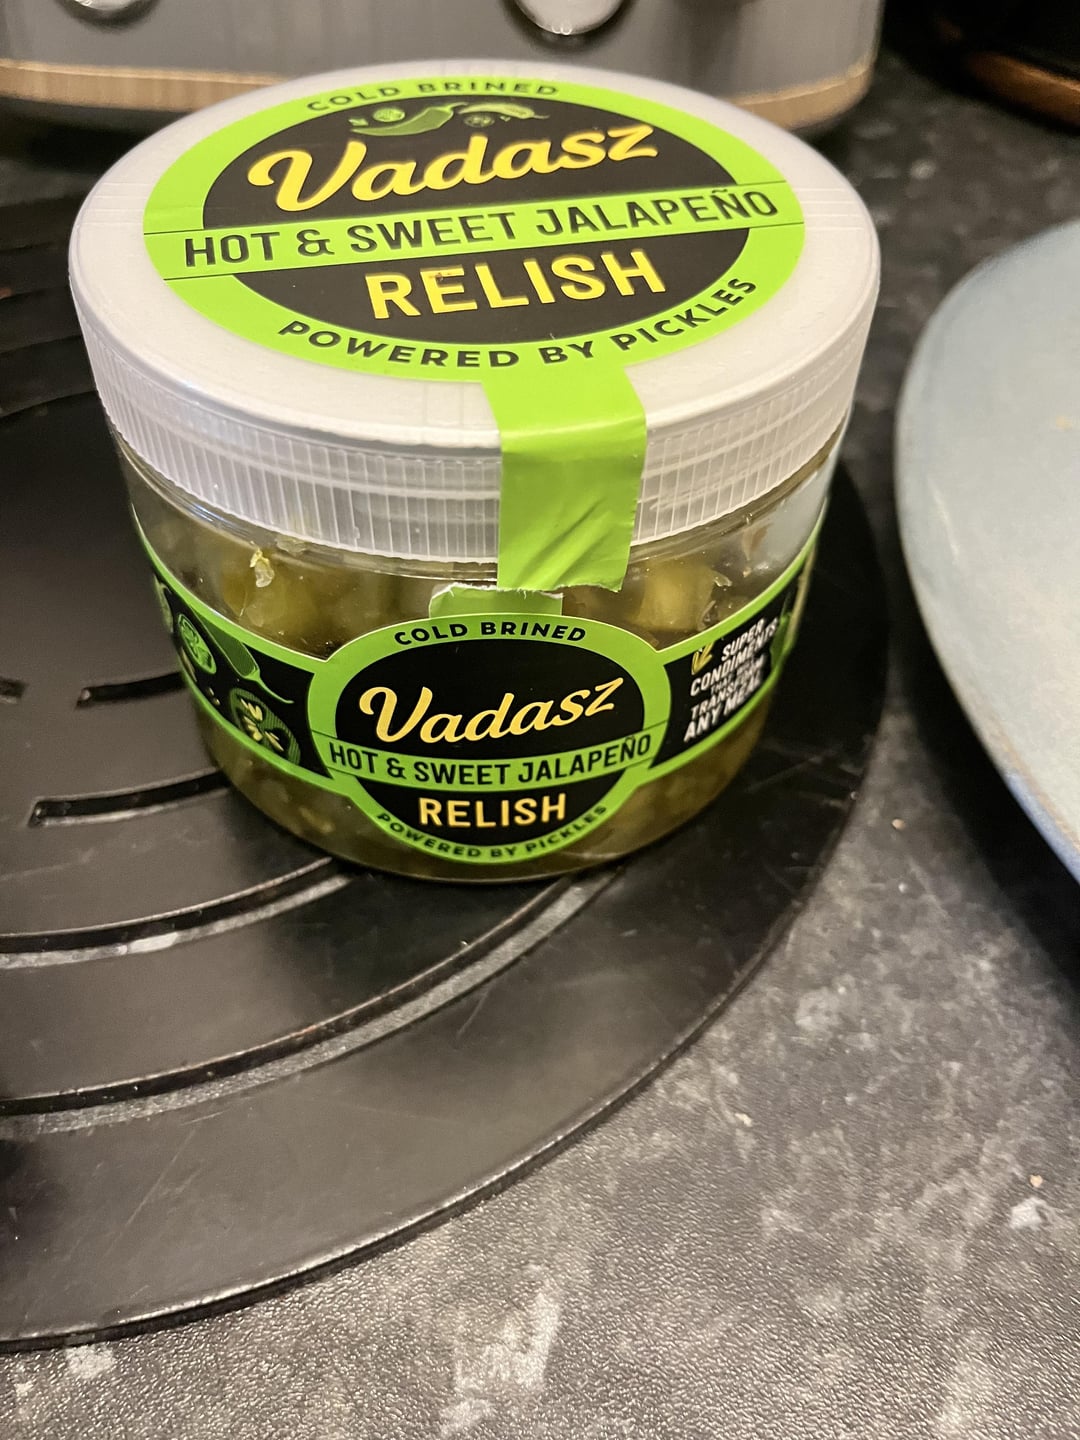 COLD BRINED
Vadasz
HOT & SWEET JALAPEÑO
RELISH
POWERED BY PICKLES
COLD BRINED
Vadasz
HOT & SWEET JALAPEÑO
RELISH
POWERED BY PICKLES
SUPER
CONDIMENTS
ANY MEAL